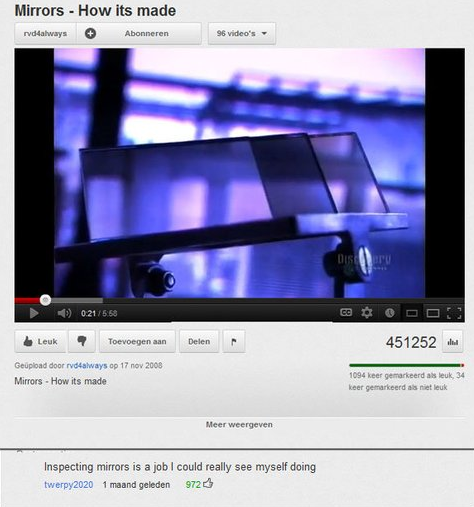 Mirrors - How its made
rvd4always Abonneren 96 video's
Discovery
0:21 / 5:58 CC
Leuk Toevoegen aan Delen 451252
Geüpload door rvd4always op 17 nov 2008
Mirrors - How its made
1094 keer gemarkeerd als leuk, 34
keer gemarkeerd als niet leuk
Meer weergeven
Inspecting mirrors is a job I could really see myself doing
twerpy2020 1 maand geleden 972